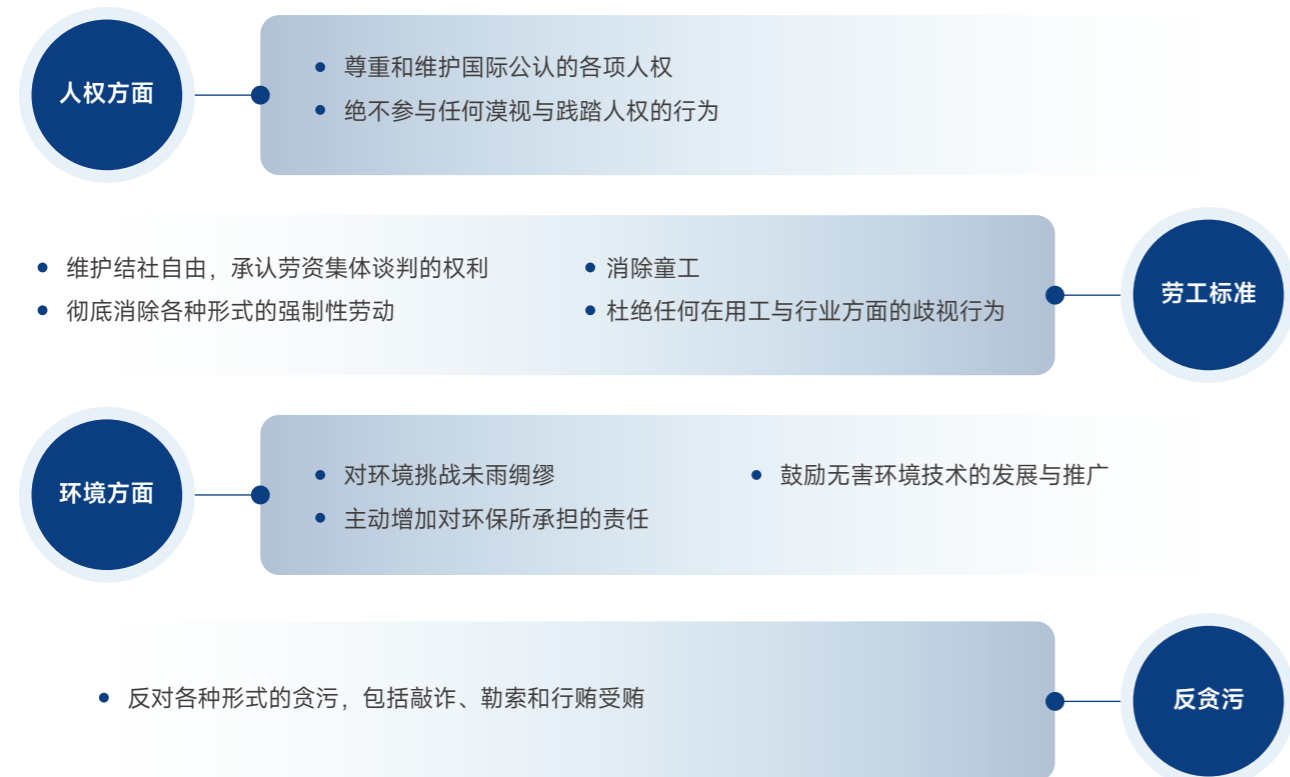 人权方面
尊重和维护国际公认的各项人权
绝不参与任何漠视与践踏人权的行为
维护结社自由，承认劳资集体谈判的权利
彻底消除各种形式的强制性劳动
消除童工
杜绝任何在用工与行业方面的歧视行为
劳工标准
环境方面
对环境挑战未雨绸缪
主动增加对环保所承担的责任
鼓励无害环境技术的发展与推广
反对各种形式的贪污，包括敲诈、勒索和行贿受贿
反贪污